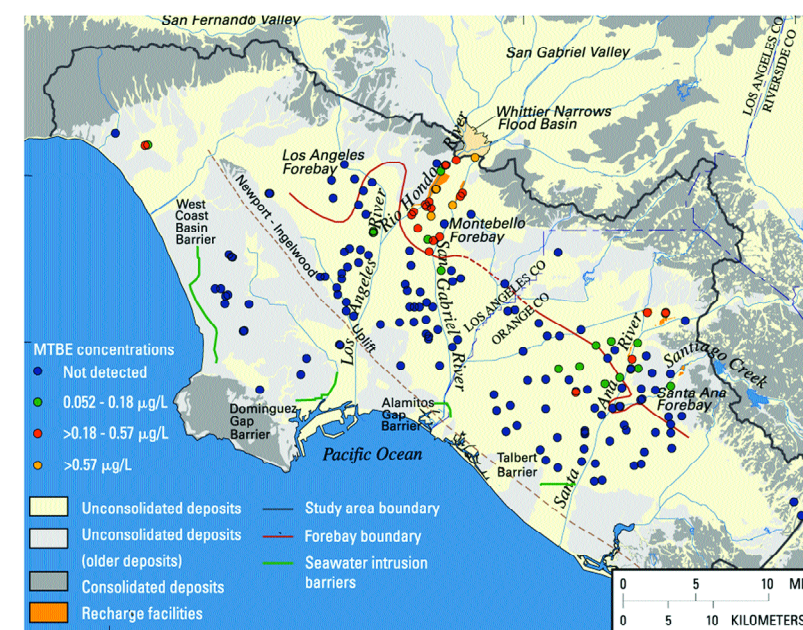 San Fernando Valley
San Gabriel Valley
LOS ANGELES CO
RIVERSIDE CO
Whittier Narrows
Flood Basin
River
Los Angeles
Forebay
Rio Hondo
West
Coast
Basin
Barrier
Newport - Ingelwood
Uplift
River
Montebello
Forebay
Los Angeles
San Gabriel
River
LOS ANGELES CO
ORANGE CO
River
Santiago Creek
Santa Ana
Forebay
Ana
Santa
MTBE concentrations
Not detected
0.052 - 0.18 µg/L
>0.18 - 0.57 µg/L
>0.57 µg/L
Dominguez
Gap
Barrier
Alamitos
Gap
Barrier
Pacific Ocean
Talbert
Barrier
Unconsolidated deposits
Unconsolidated deposits
(older deposits)
Consolidated deposits
Recharge facilities
Study area boundary
Forebay boundary
Seawater intrusion
barriers
0 5 10 MI
0 5 10 KILOMETERS